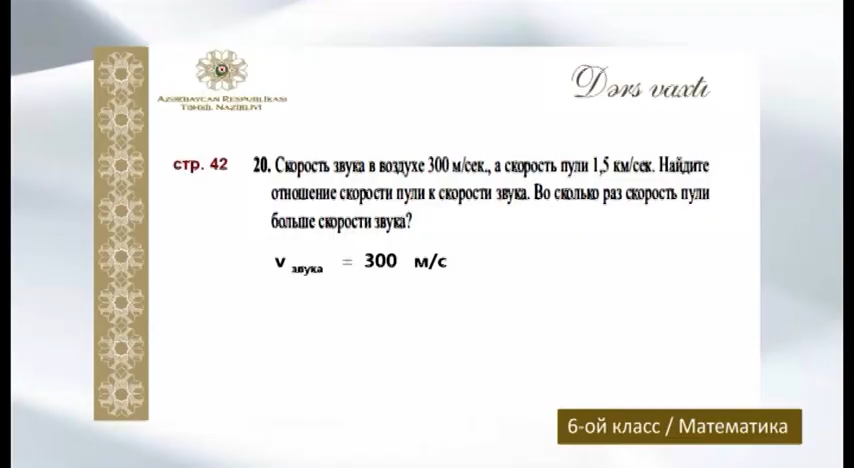 AZƏRBAYCAN RESPUBLİKASI
TƏHSİL NAZİRLİYİ
Dərs vaxtı
стр. 42
20. Скорость звука в воздухе 300 м/сек., а скорость пули 1,5 км/сек. Найдите
отношение скорости пули к скорости звука. Во сколько раз скорость пули
больше скорости звука?
v звука = 300 м/с
6-ой класс / Математика